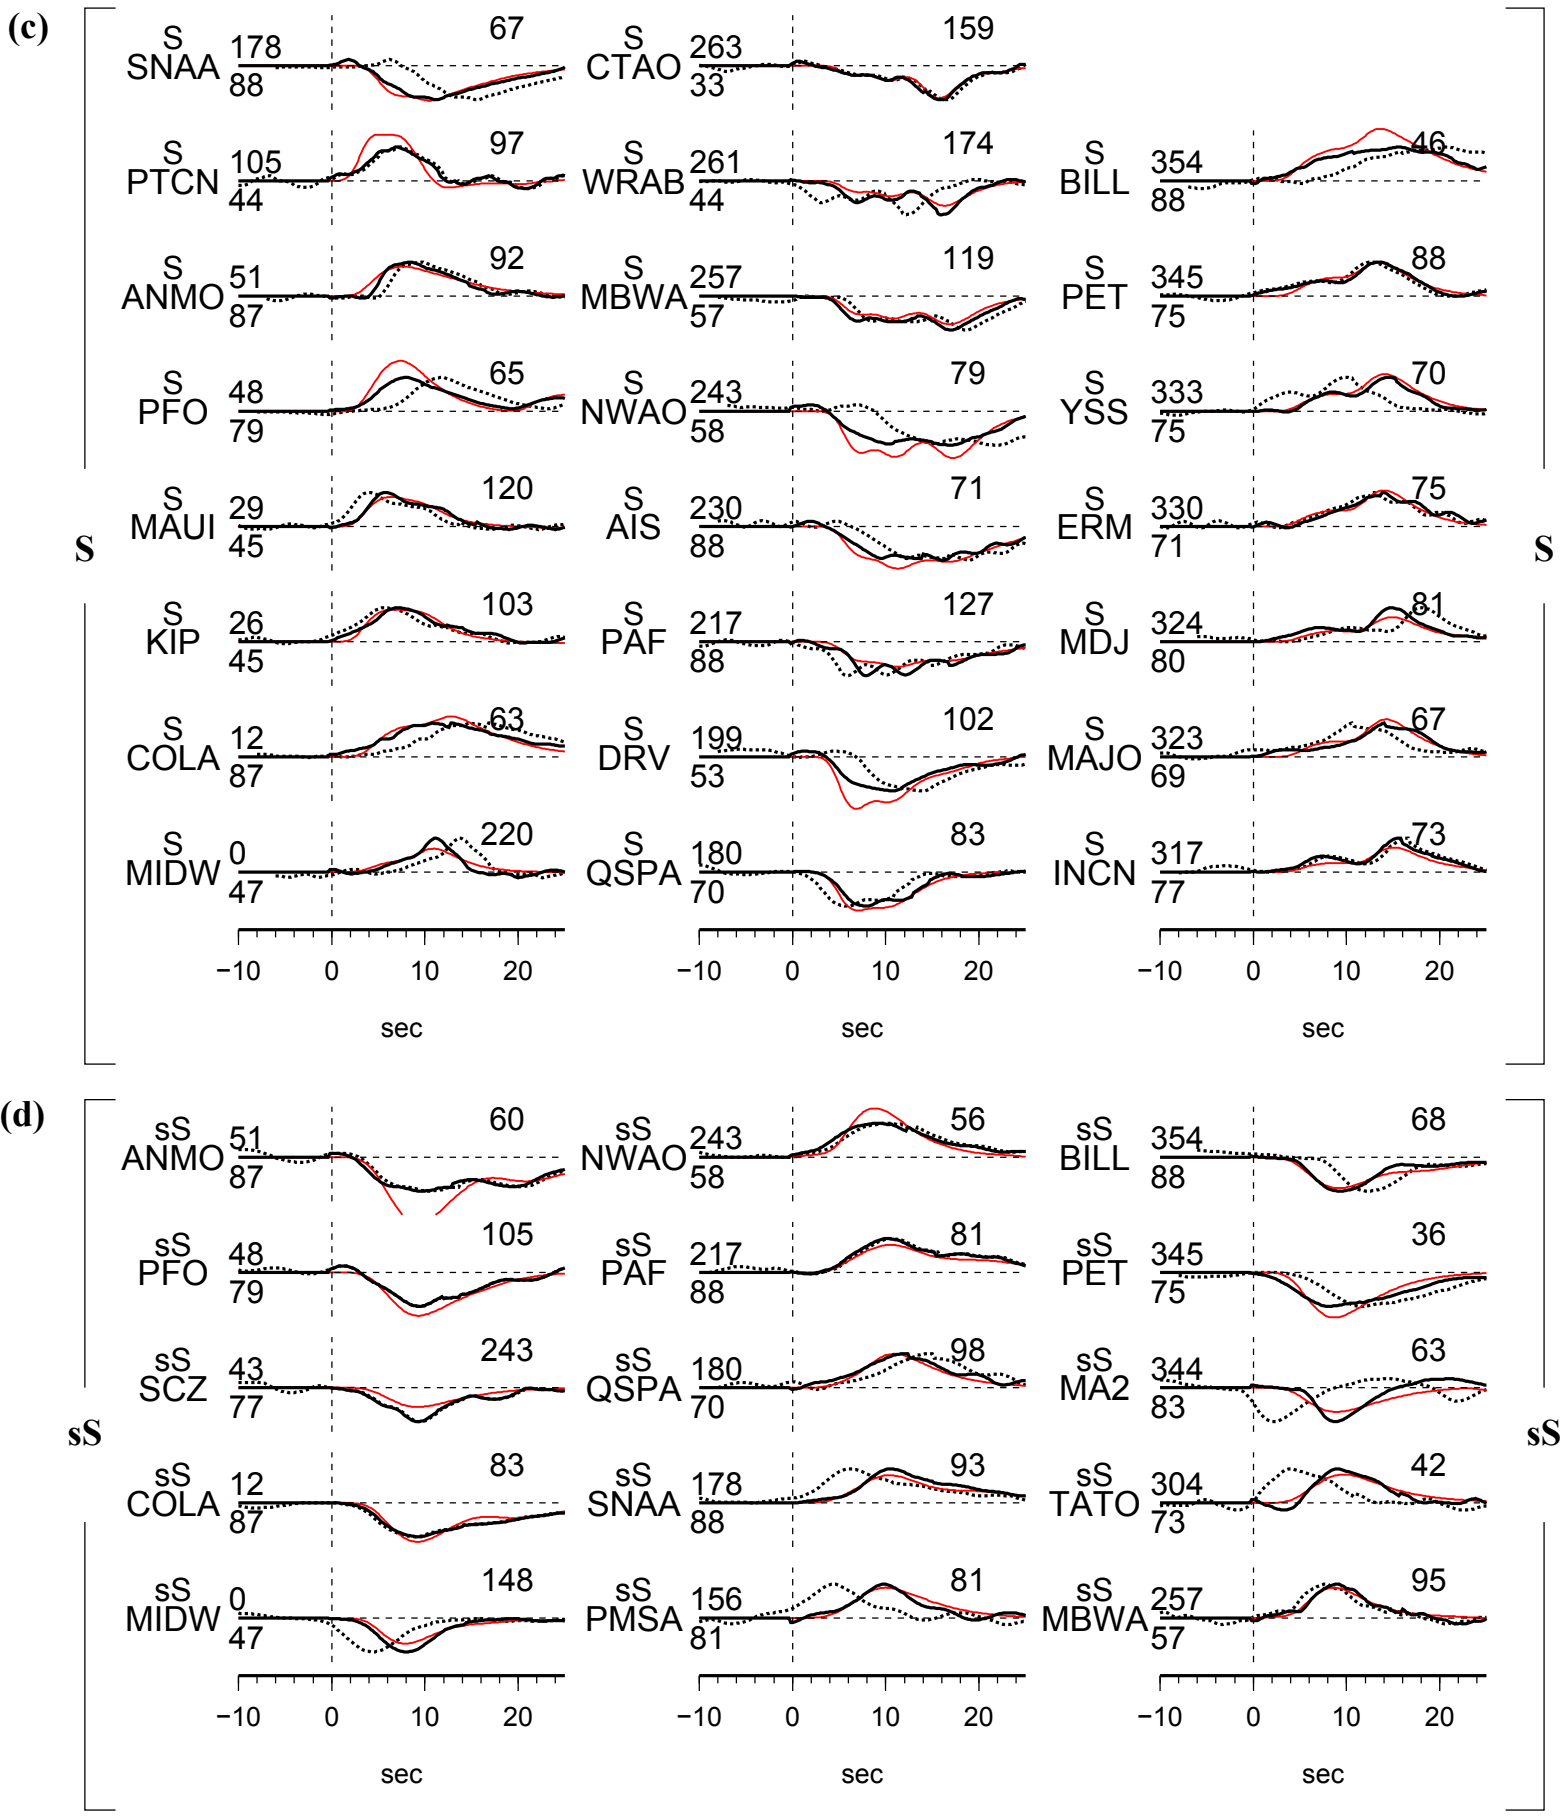 (c)
S
SNAA 178 88 67
S
PTCN 105 44 97
S
ANMO 51 87 92
S
PFO 48 79 65
S
MAUI 29 45 120
S
KIP 26 45 103
S
COLA 12 87 63
S
MIDW 0 47 220
−10 0 10 20
sec
S
CTAO 263 33 159
S
WRAB 261 44 174
S
MBWA 257 57 119
S
NWAO 243 58 79
S
AIS 230 88 71
S
PAF 217 88 127
S
DRV 199 53 102
S
QSPA 180 70 83
−10 0 10 20
sec
S
BILL 354 88 46
S
PET 345 75 88
S
YSS 333 75 70
S
ERM 330 71 75
S
MDJ 324 80 81
S
MAJO 323 69 67
S
INCN 317 77 73
−10 0 10 20
sec
S
S
(d)
sS
ANMO 51 87 60
sS
PFO 48 79 105
sS
SCZ 43 77 243
sS
COLA 12 87 83
sS
MIDW 0 47 148
−10 0 10 20
sec
sS
NWAO 243 58 56
sS
PAF 217 88 81
sS
QSPA 180 70 98
sS
SNAA 178 88 93
sS
PMSA 156 81 81
−10 0 10 20
sec
sS
BILL 354 88 68
sS
PET 345 75 36
sS
MA2 344 83 63
sS
TATO 304 73 42
sS
MBWA 257 57 95
−10 0 10 20
sec
sS
sS